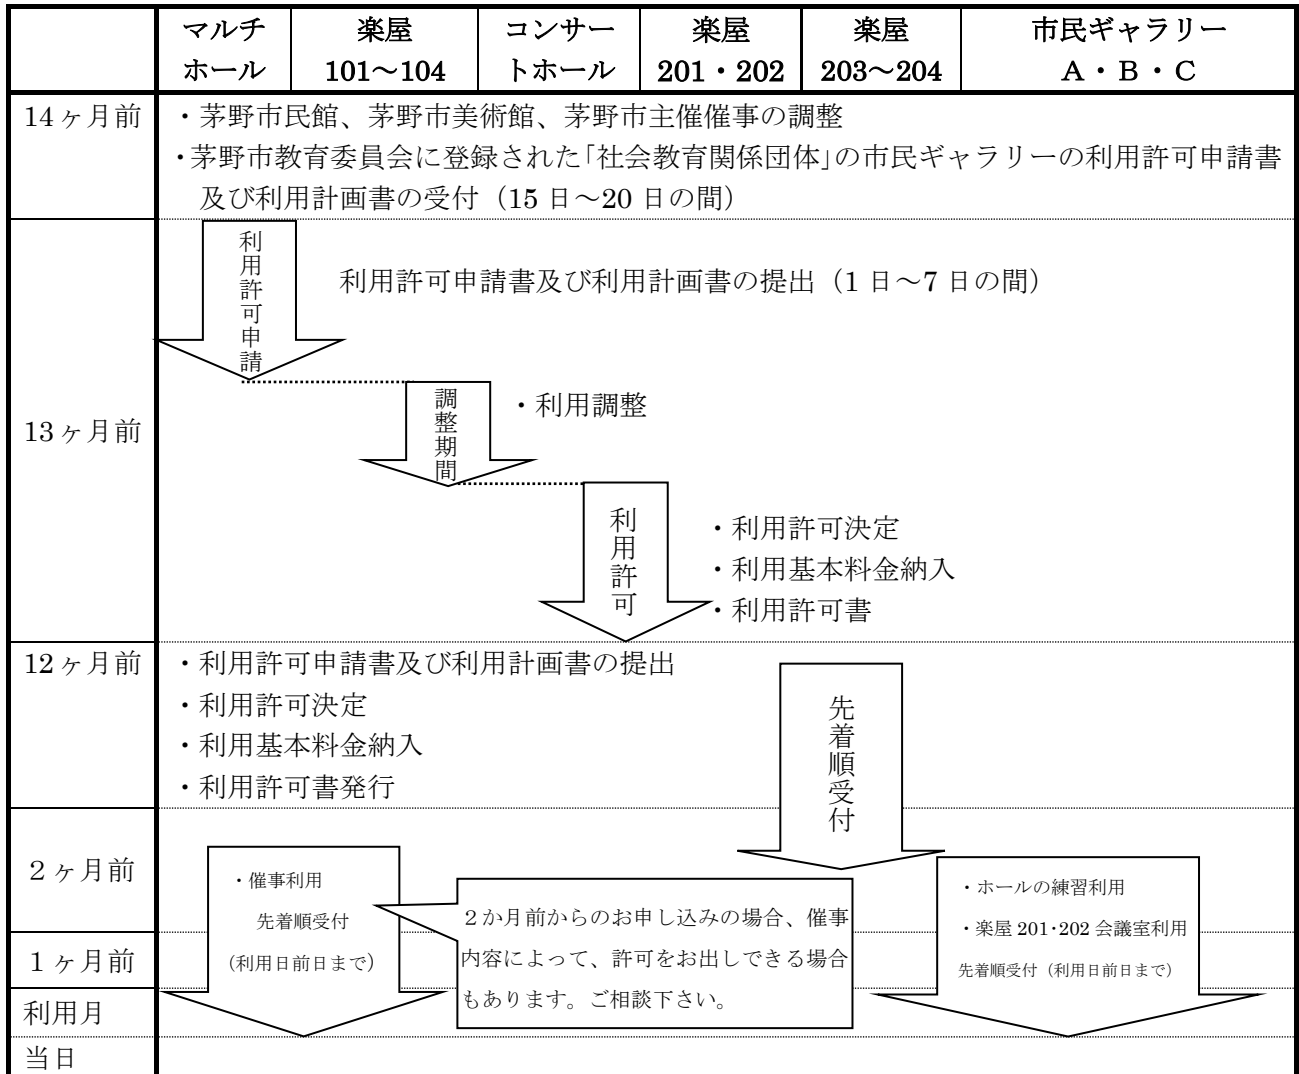 マルチ
ホール
楽屋
101～104
コンサー
トホール
楽屋
201・202
楽屋
203～204
市民ギャラリー
A・B・C
14ヶ月前
・茅野市民館、茅野市美術館、茅野市主催催事の調整
・茅野市教育委員会に登録された「社会教育関係団体」の市民ギャラリーの利用許可申請書
及び利用計画書の受付（15日～20日の間）
13ヶ月前
利用許可申請
利用許可申請書及び利用計画書の提出（1日～7日の間）
調整期間
・利用調整
利用許可
・利用許可決定
・利用基本料金納入
・利用許可書
12ヶ月前
・利用許可申請書及び利用計画書の提出
・利用許可決定
・利用基本料金納入
・利用許可書発行
先着順受付
２ヶ月前
・催事利用
先着順受付
（利用日前日まで）
２か月前からのお申し込みの場合、催事
内容によって、許可をお出しできる場合
もあります。ご相談下さい。
・ホールの練習利用
・楽屋201･202会議室利用
先着順受付（利用日前日まで）
１ヶ月前
利用月
当日